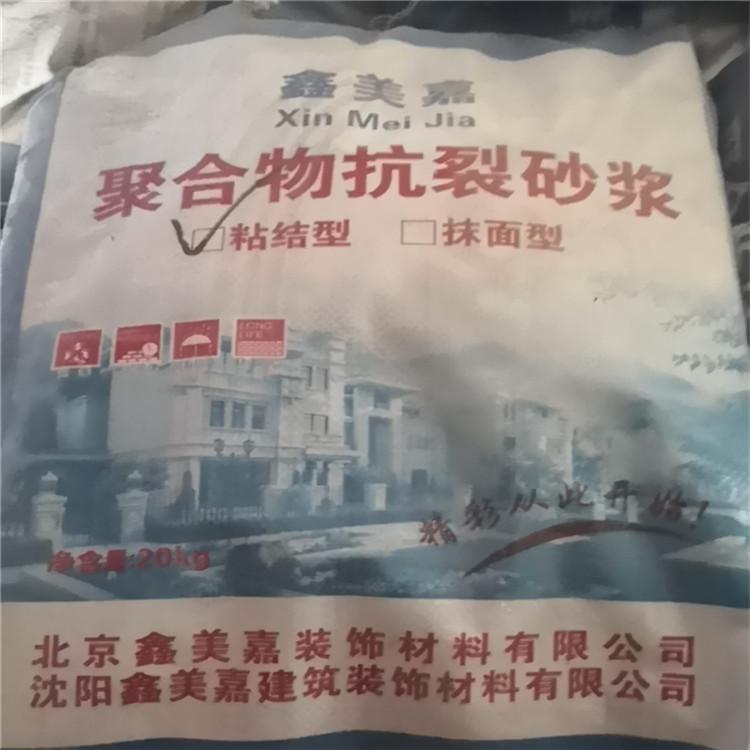 鑫美嘉
Xin Mei Jia
聚合物抗裂砂浆
粘结型 抹面型
LONG LIFE
精彩从此开始!
净含量:20kg
北京鑫美嘉装饰材料有限公司
沈阳鑫美嘉建筑装饰材料有限公司